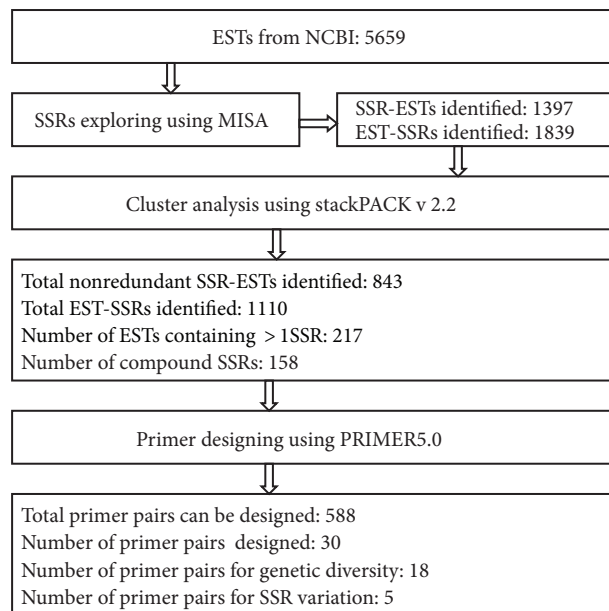 ESTs from NCBI: 5659
SSRs exploring using MISA
SSR-ESTs identified: 1397
EST-SSRs identified: 1839
Cluster analysis using stackPACK v 2.2
Total nonredundant SSR-ESTs identified: 843
Total EST-SSRs identified: 1110
Number of ESTs containing > 1SSR: 217
Number of compound SSRs: 158
Primer designing using PRIMER5.0
Total primer pairs can be designed: 588
Number of primer pairs designed: 30
Number of primer pairs for genetic diversity: 18
Number of primer pairs for SSR variation: 5